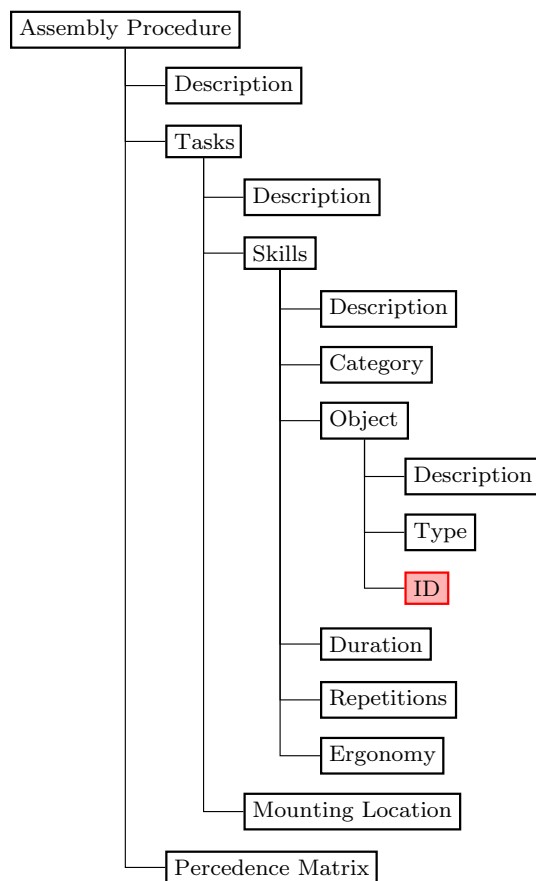 Assembly Procedure
Description
Tasks
Description
Skills
Description
Category
Object
Description
Type
ID
Duration
Repetitions
Ergonomy
Mounting Location
Percedence Matrix